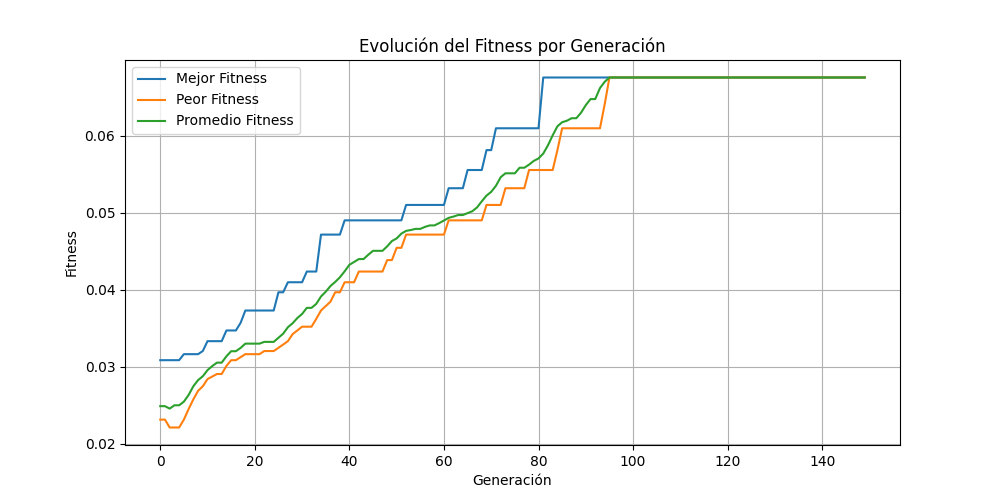 Evolución del Fitness por Generación
Mejor Fitness
Peor Fitness
Promedio Fitness
Fitness
0.06
0.05
0.04
0.03
0.02
0 20 40 60 80 100 120 140
Generación